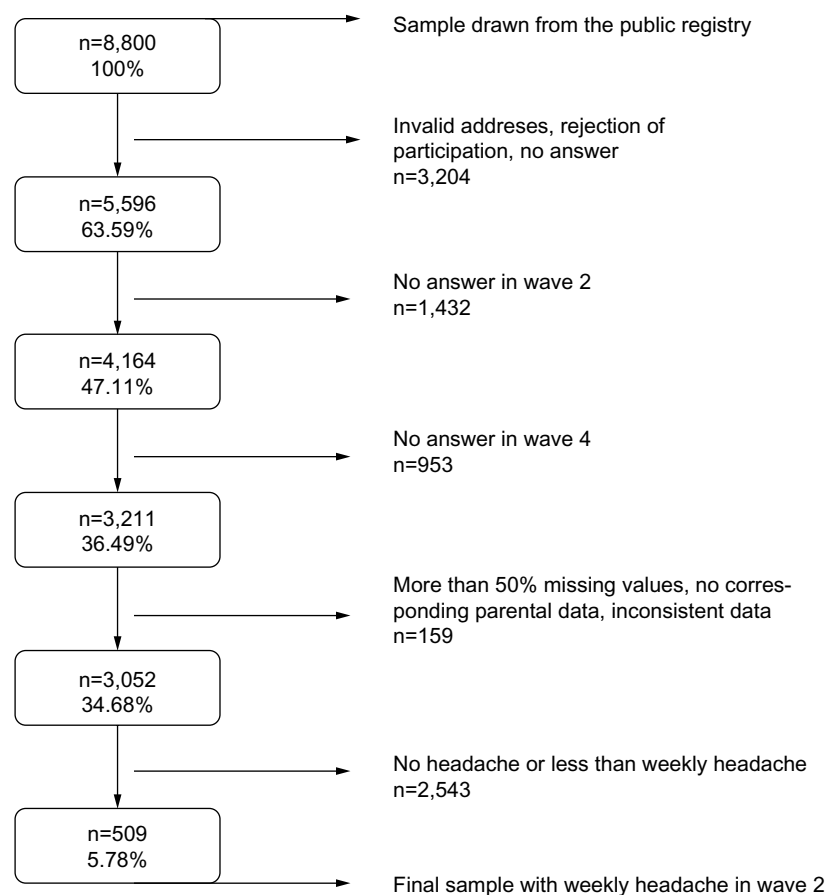 n=8,800
100%
Sample drawn from the public registry
Invalid addreses, rejection of
participation, no answer
n=3,204
n=5,596
63.59%
No answer in wave 2
n=1,432
n=4,164
47.11%
No answer in wave 4
n=953
n=3,211
36.49%
More than 50% missing values, no corres-
ponding parental data, inconsistent data
n=159
n=3,052
34.68%
No headache or less than weekly headache
n=2,543
n=509
5.78%
Final sample with weekly headache in wave 2